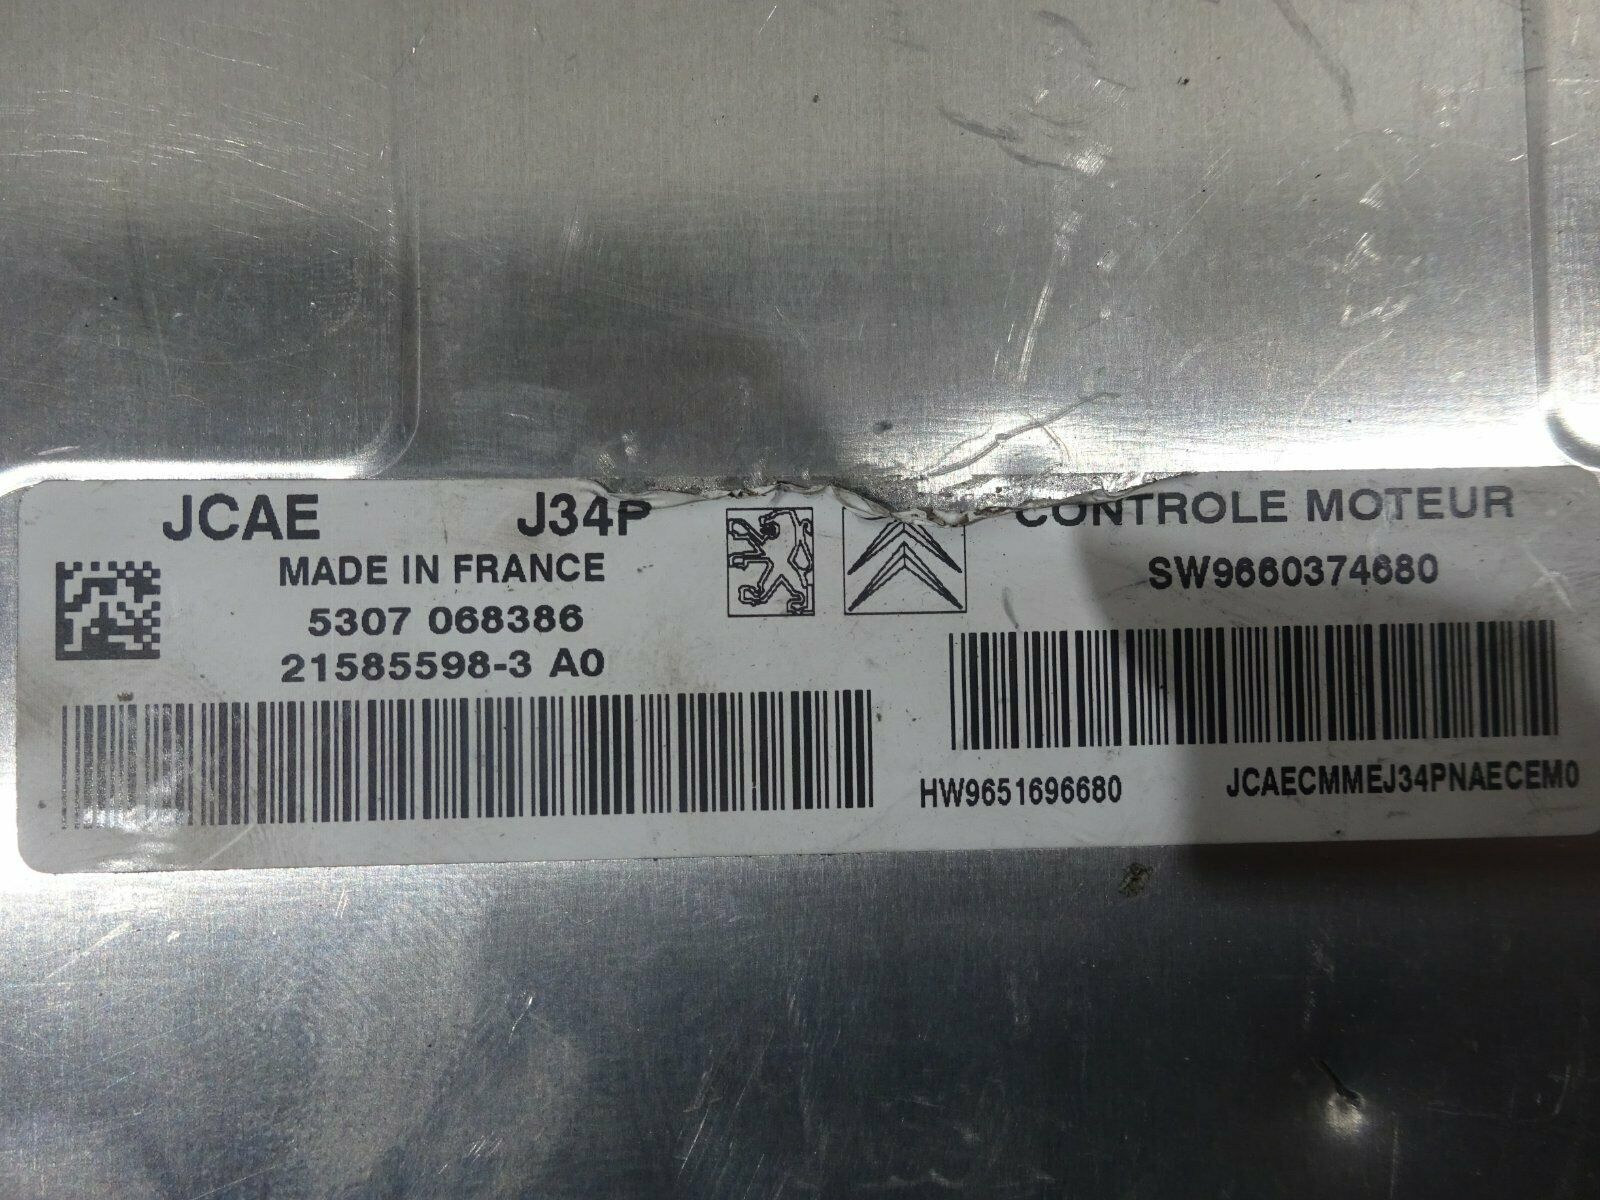 JCAE J34P
MADE IN FRANCE
5307 068386
21585598-3 A0
CONTROLE MOTEUR
SW9660374680
HW9651696680 JCAECMMEJ34PNAECEM0